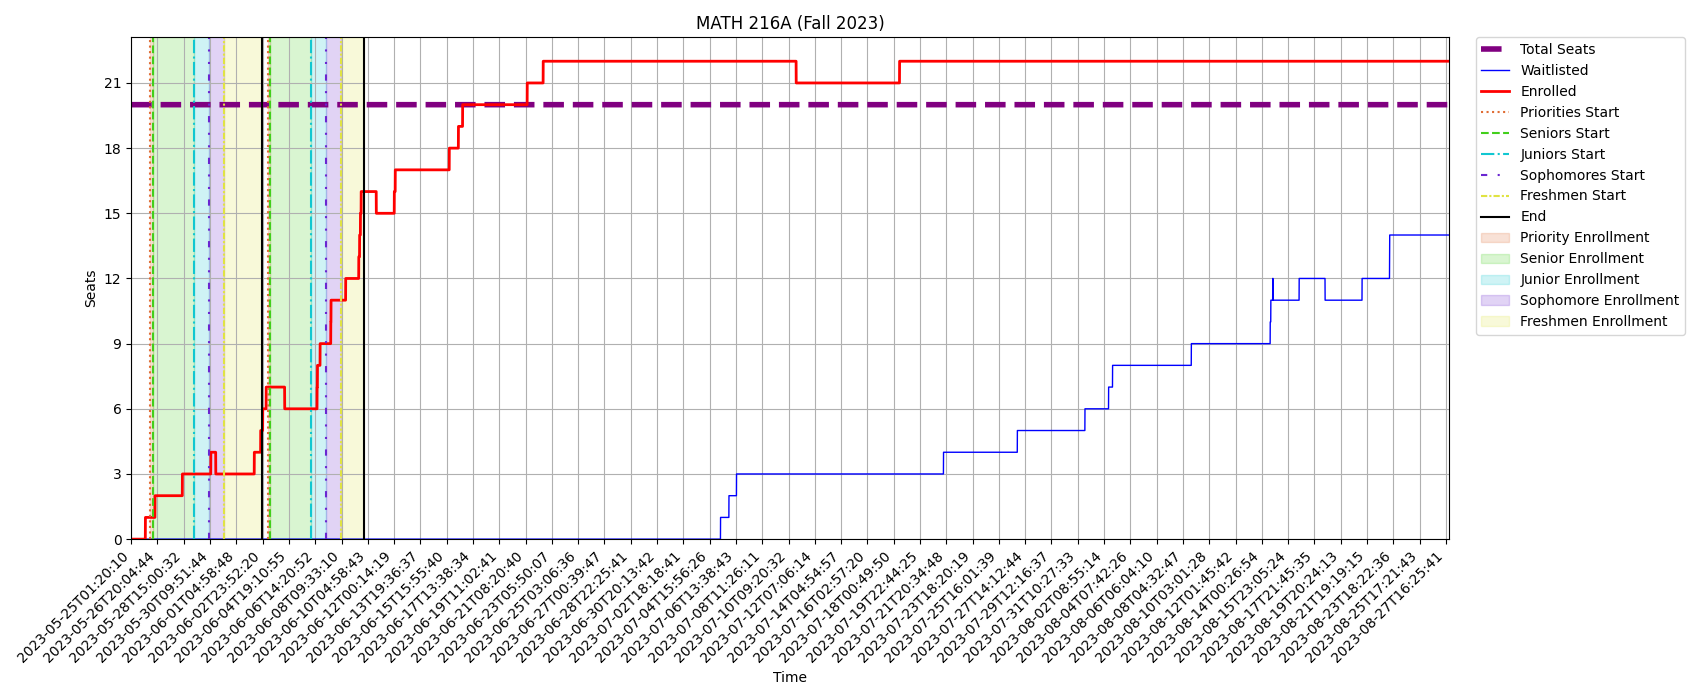 MATH 216A (Fall 2023)
Seats
21
18
15
12
9
6
3
0
2023-05-25T01:20:10
2023-05-26T20:04:44
2023-05-28T15:00:32
2023-05-30T09:51:44
2023-06-01T04:58:48
2023-06-02T23:52:20
2023-06-04T19:10:55
2023-06-06T14:20:52
2023-06-08T09:33:10
2023-06-10T04:58:43
2023-06-12T00:14:19
2023-06-13T19:36:37
2023-06-15T15:55:40
2023-06-17T13:38:34
2023-06-19T11:02:41
2023-06-21T08:20:40
2023-06-23T05:50:07
2023-06-25T03:06:36
2023-06-27T00:39:47
2023-06-28T22:25:41
2023-06-30T20:13:42
2023-07-02T18:18:41
2023-07-04T15:56:28
2023-07-06T13:38:43
2023-07-08T11:26:11
2023-07-10T09:20:32
2023-07-12T07:06:14
2023-07-14T04:54:57
2023-07-16T02:57:20
2023-07-18T00:49:50
2023-07-19T22:44:25
2023-07-21T20:34:48
2023-07-23T18:20:19
2023-07-25T16:01:39
2023-07-27T14:12:44
2023-07-29T12:16:37
2023-07-31T10:27:33
2023-08-02T08:55:14
2023-08-04T07:42:26
2023-08-06T06:04:10
2023-08-08T04:32:47
2023-08-10T03:01:28
2023-08-12T01:45:42
2023-08-14T00:26:54
2023-08-15T23:05:24
2023-08-17T21:45:35
2023-08-19T20:24:13
2023-08-21T19:19:15
2023-08-23T18:22:36
2023-08-25T17:21:43
2023-08-27T16:25:41
Time
Total Seats
Waitlisted
Enrolled
Priorities Start
Seniors Start
Juniors Start
Sophomores Start
Freshmen Start
End
Priority Enrollment
Senior Enrollment
Junior Enrollment
Sophomore Enrollment
Freshmen Enrollment